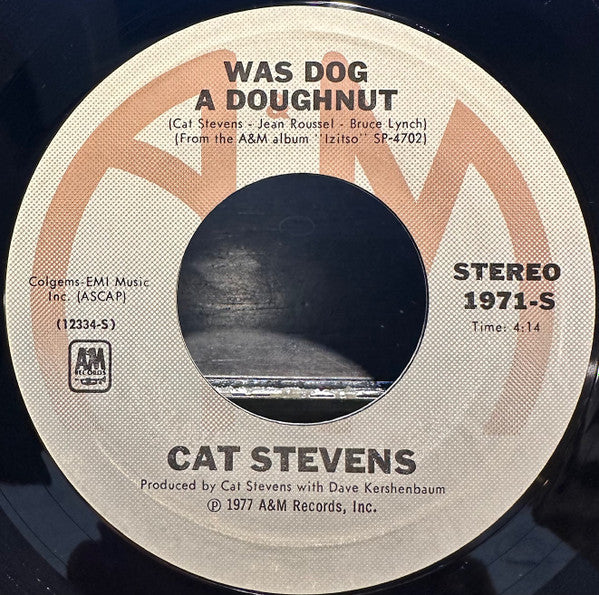 WAS DOG
A DOUGHNUT
(Cat Stevens - Jean Roussel - Bruce Lynch)
(From the A&M album "Izitso" SP-4702)
A&M
Colgems-EMI Music
Inc. (ASCAP)
(12334-S)
A&M
RECORDS
STEREO
1971-S
Time: 4:14
CAT STEVENS
Produced by Cat Stevens with Dave Kershenbaum
℗ 1977 A&M Records, Inc.